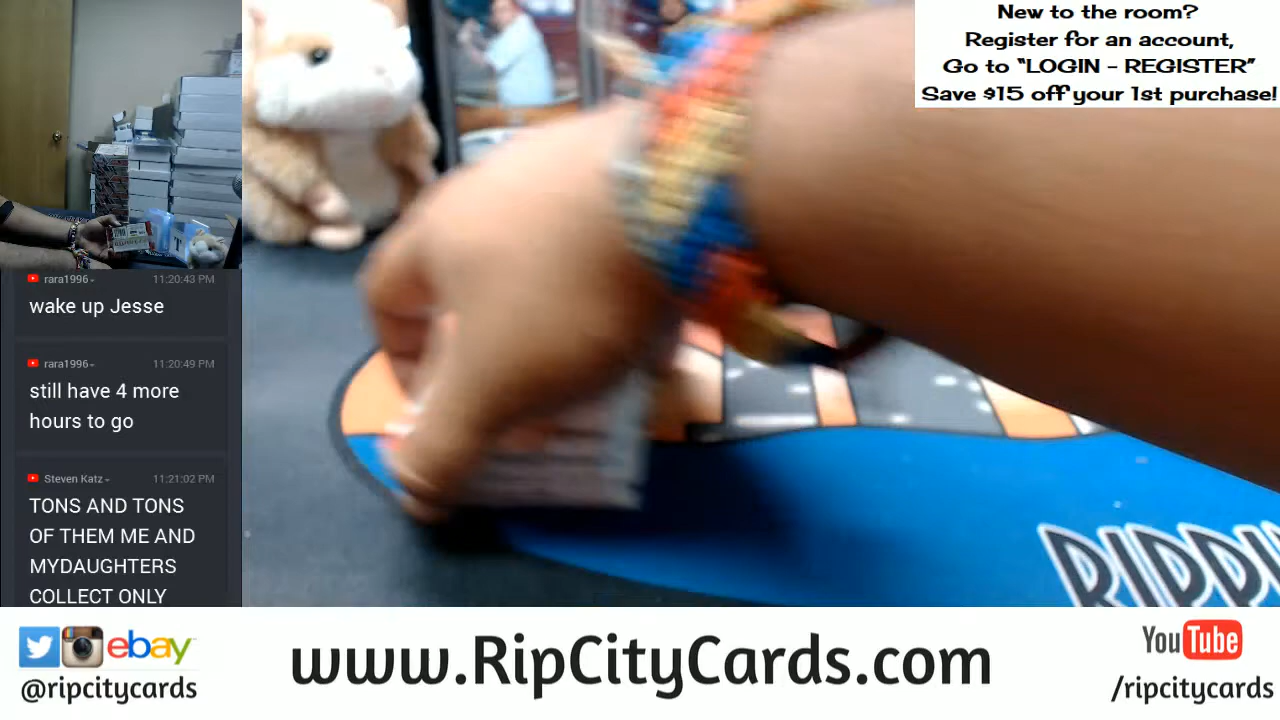 New to the room?
Register for an account,
Go to "LOGIN - REGISTER"
Save $15 off your 1st purchase!
rara1996
11:20:43 PM
wake up Jesse
rara1996
11:20:49 PM
still have 4 more
hours to go
Steven Katz
11:21:02 PM
TONS AND TONS
OF THEM ME AND
MYDAUGHTERS
COLLECT ONLY
ebay
@ripcitycards
www.RipCityCards.com
YouTube
/ripcitycards